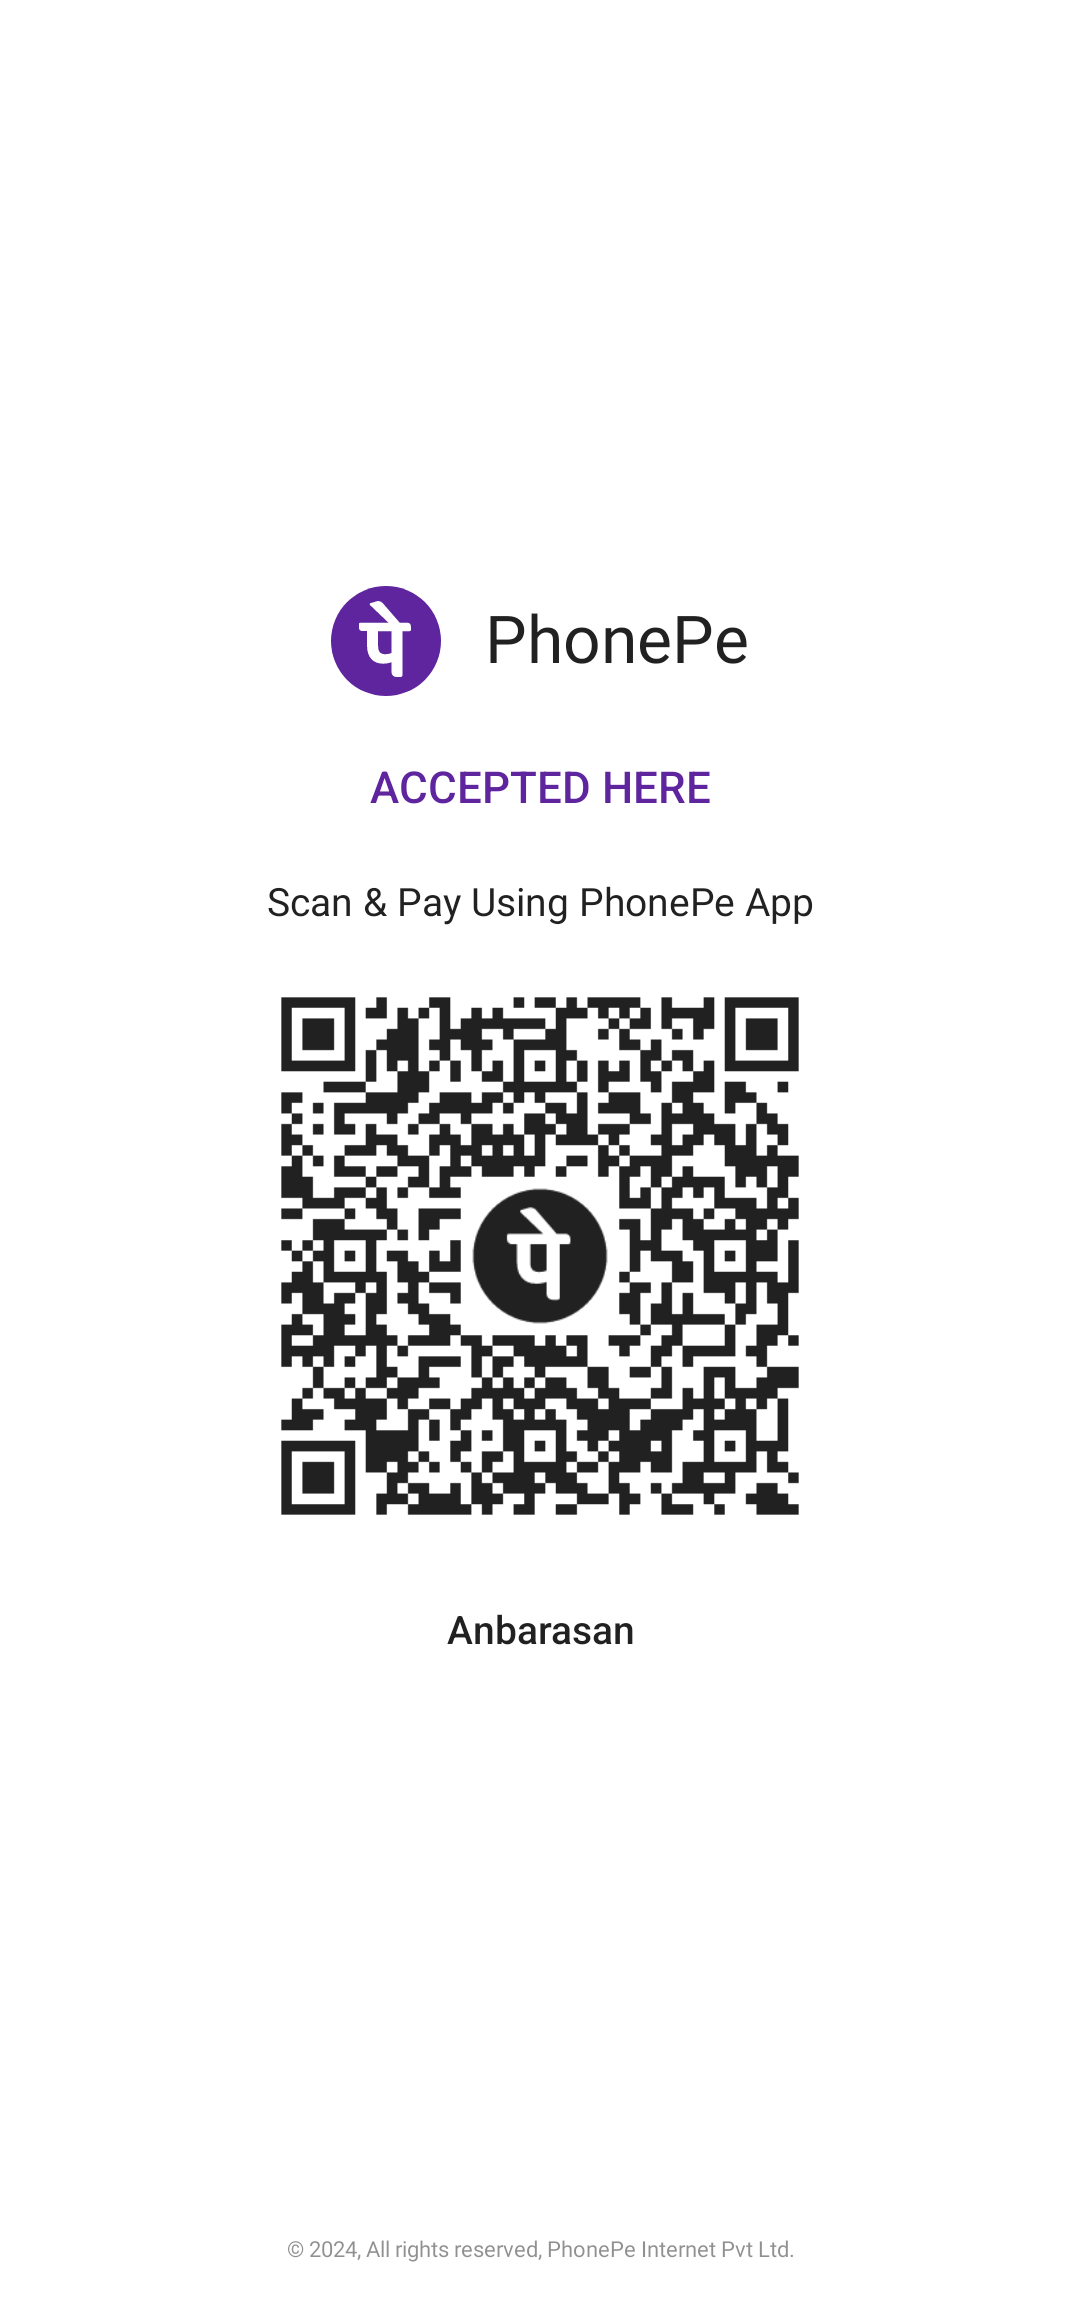 पे PhonePe
ACCEPTED HERE
Scan & Pay Using PhonePe App
पे
Anbarasan
© 2024, All rights reserved, PhonePe Internet Pvt Ltd.